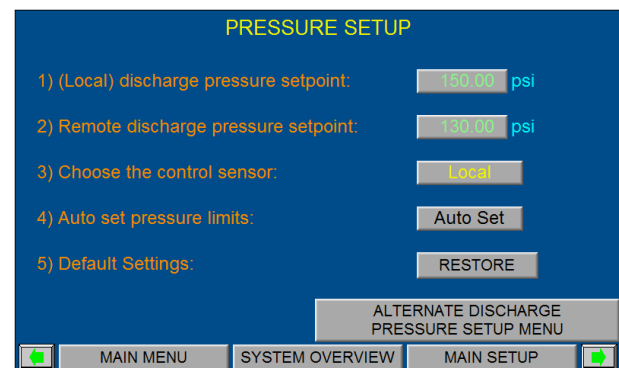 PRESSURE SETUP
1) (Local) discharge pressure setpoint: 150.00 psi
2) Remote discharge pressure setpoint: 130.00 psi
3) Choose the control sensor: Local
4) Auto set pressure limits: Auto Set
5) Default Settings: RESTORE
ALTERNATE DISCHARGE
PRESSURE SETUP MENU
MAIN MENU SYSTEM OVERVIEW MAIN SETUP